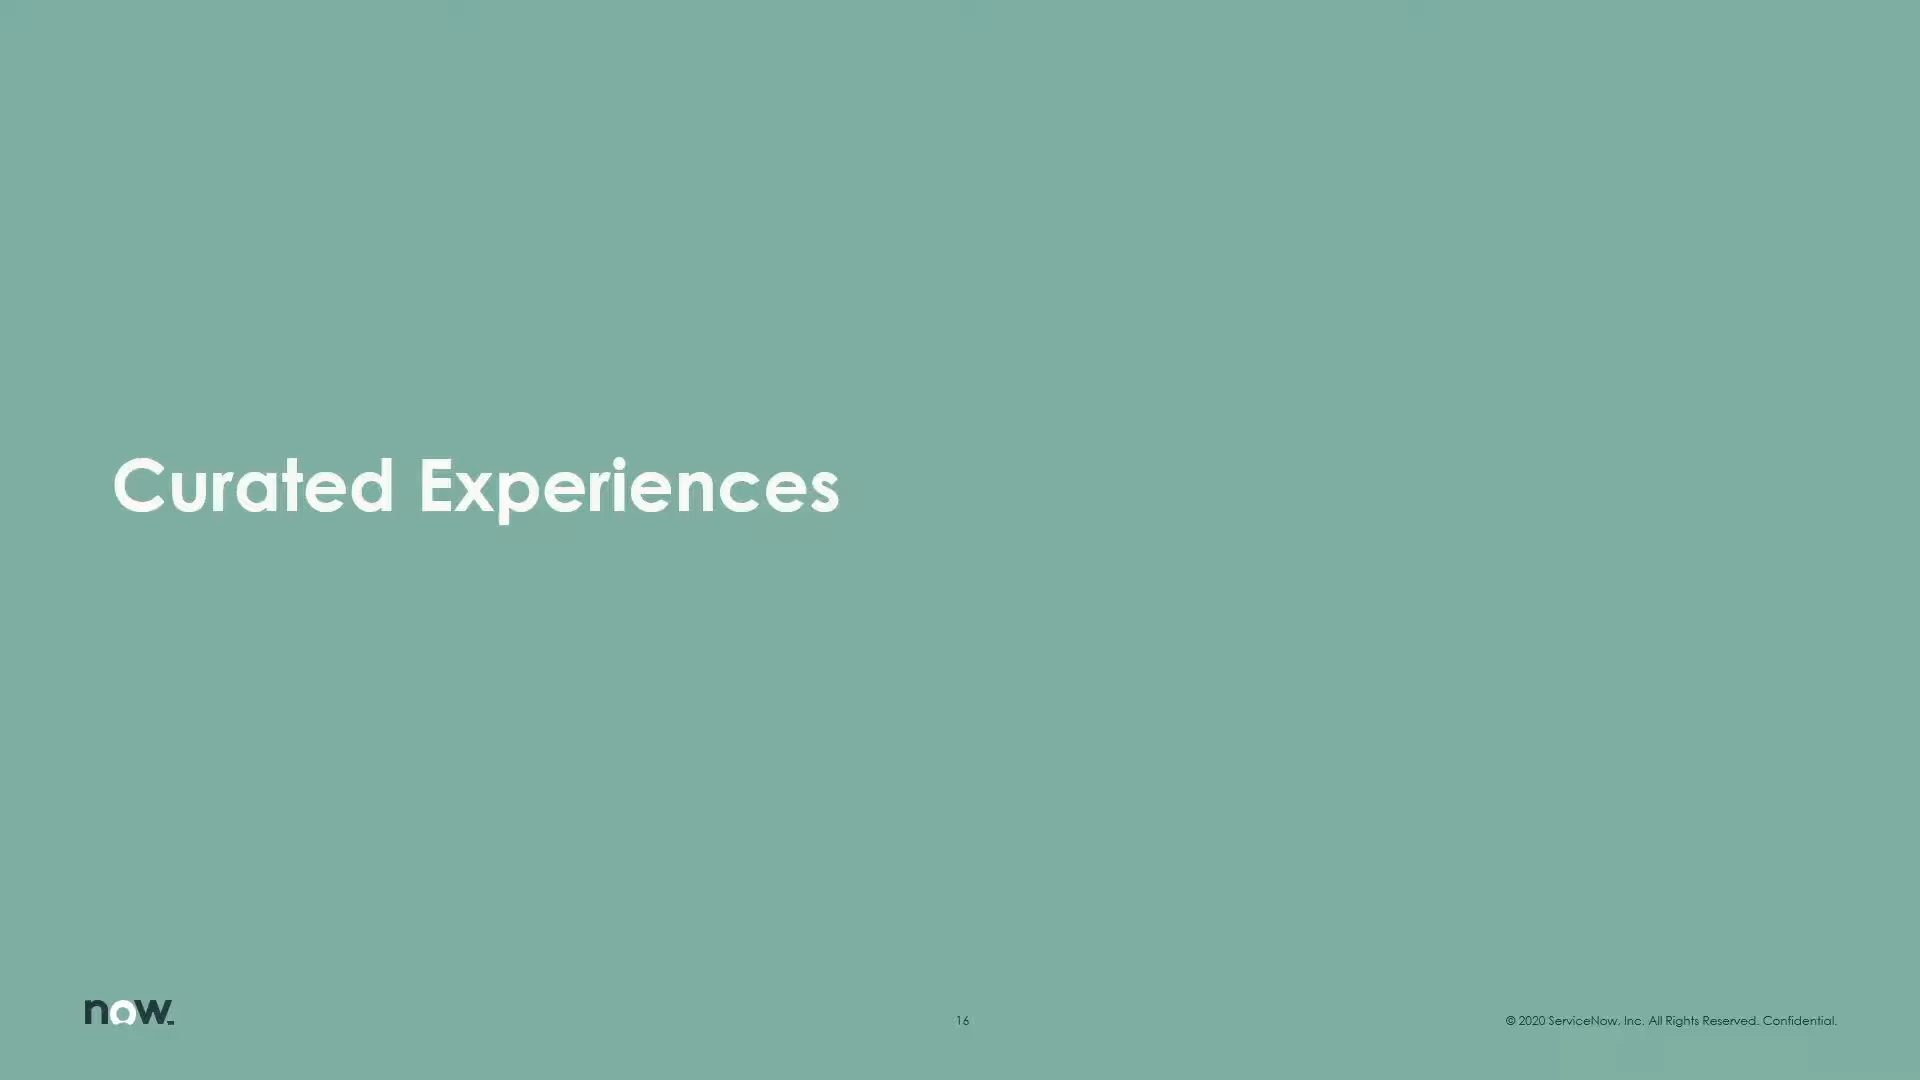 Curated Experiences
now
16
© 2020 ServiceNow, Inc. All Rights Reserved. Confidential.